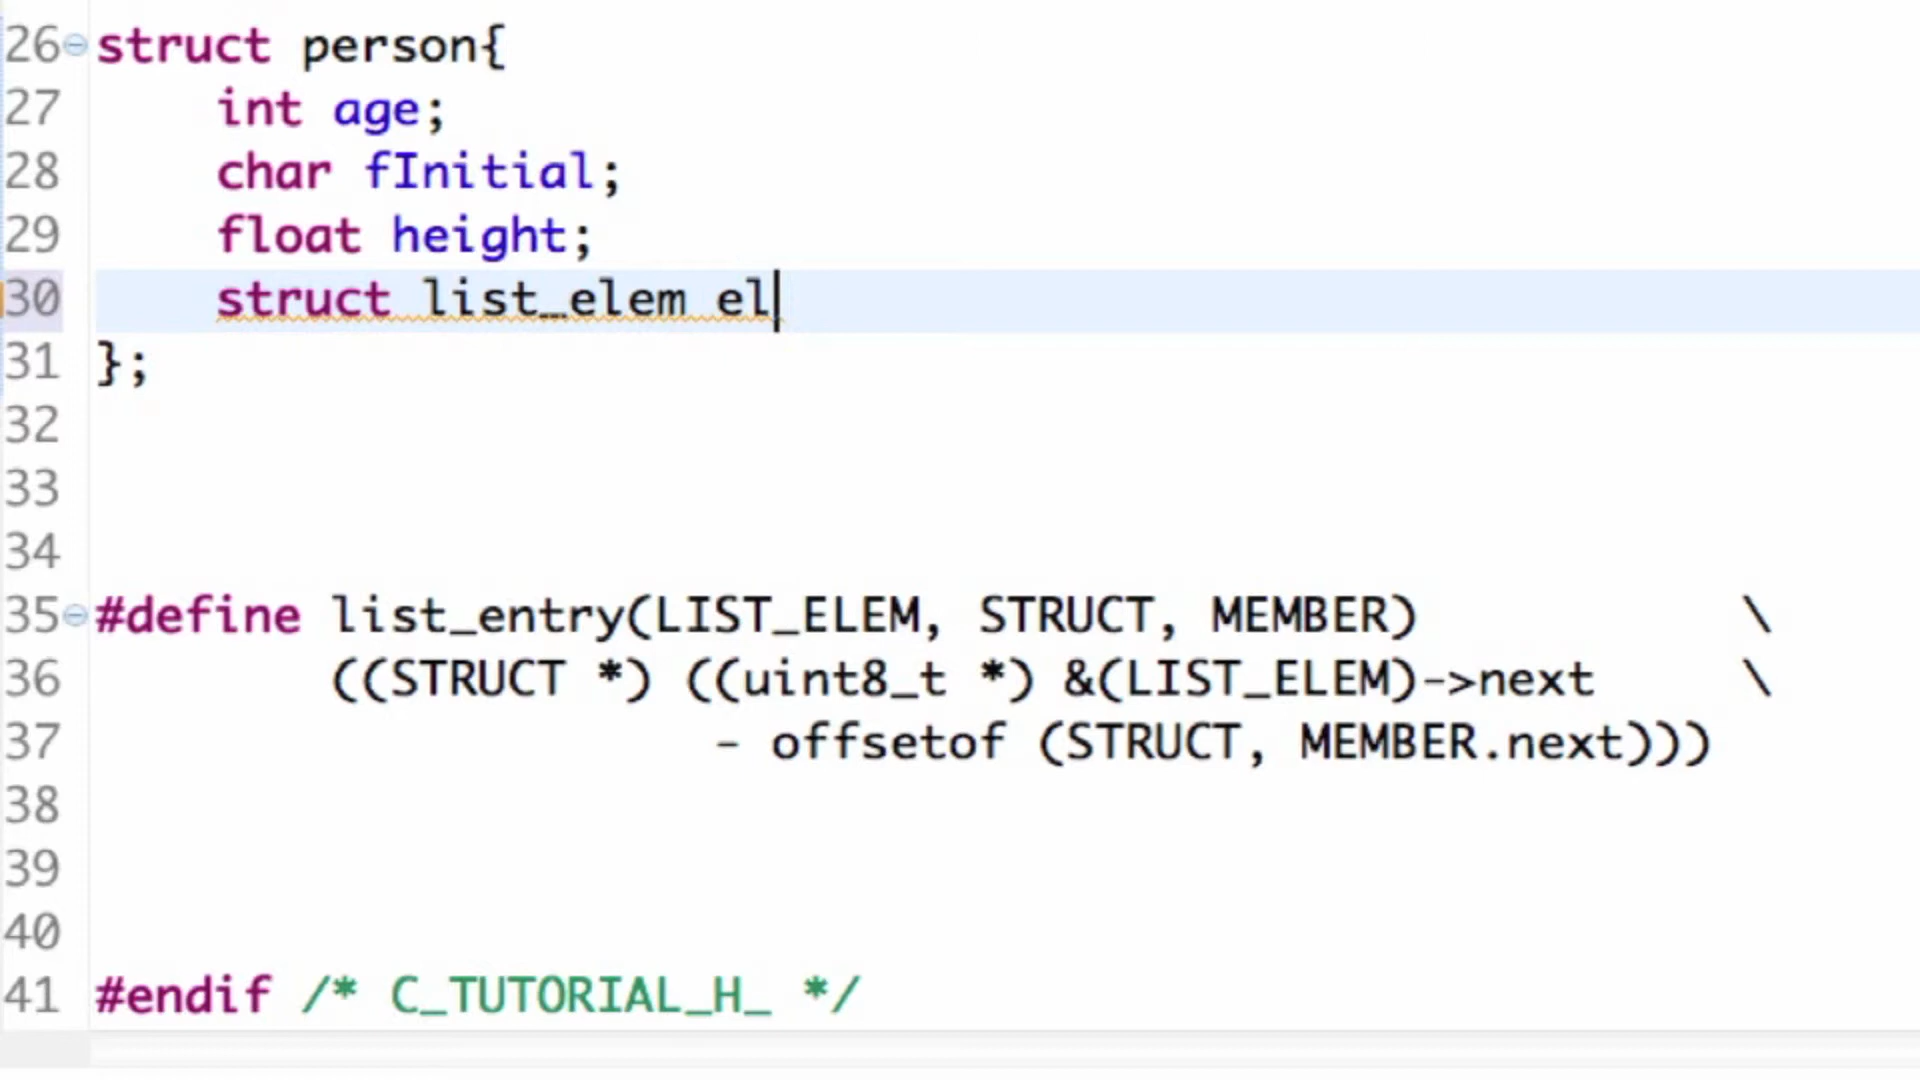 26 struct person{
27 int age;
28 char fInitial;
29 float height;
30 struct list_elem el
31 };
32
33
34
35 #define list_entry(LIST_ELEM, STRUCT, MEMBER) \
36 ((STRUCT *) ((uint8_t *) &(LIST_ELEM)->next \
37 - offsetof (STRUCT, MEMBER.next)))
38
39
40
41 #endif /* C_TUTORIAL_H_ */